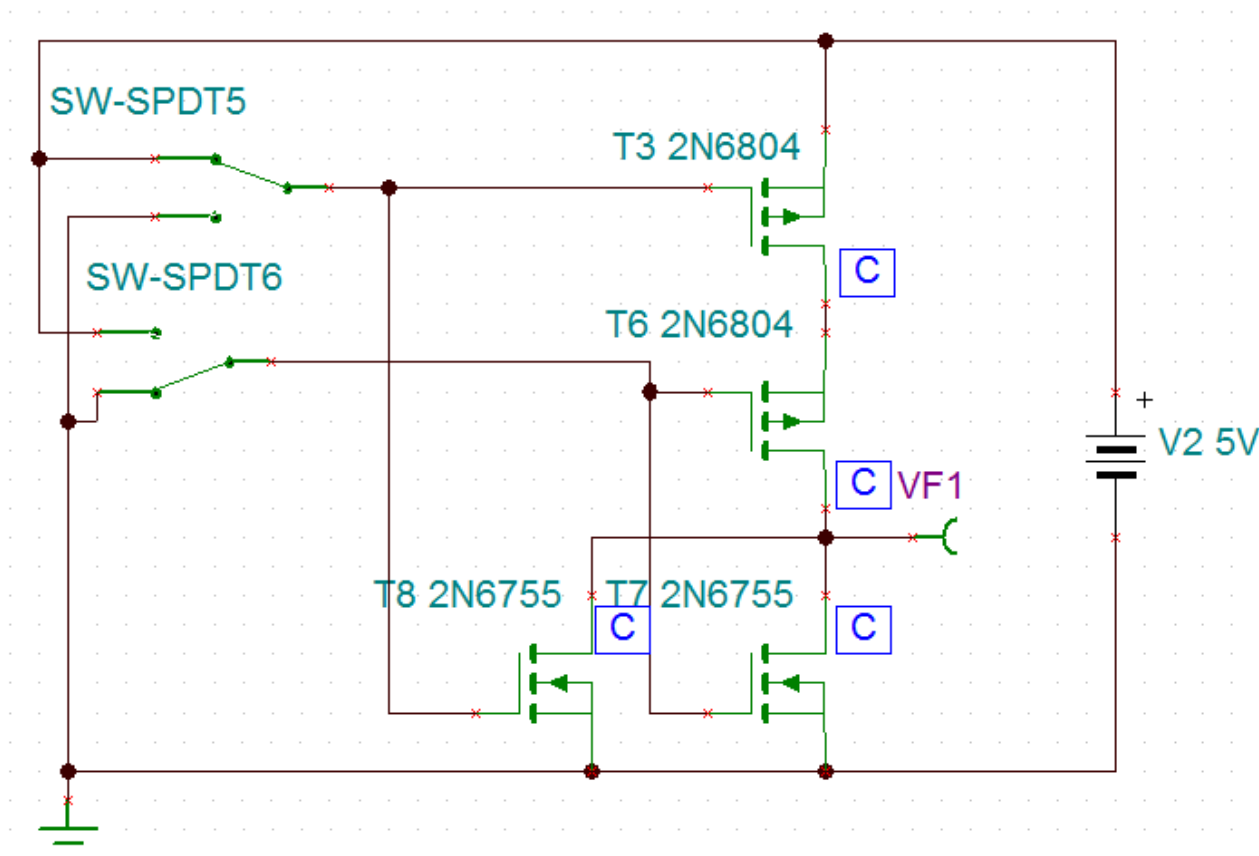 SW-SPDT5
T3 2N6804
SW-SPDT6
C
T6 2N6804
+
V2 5V
C VF1
T8 2N6755
T7 2N6755
C
C